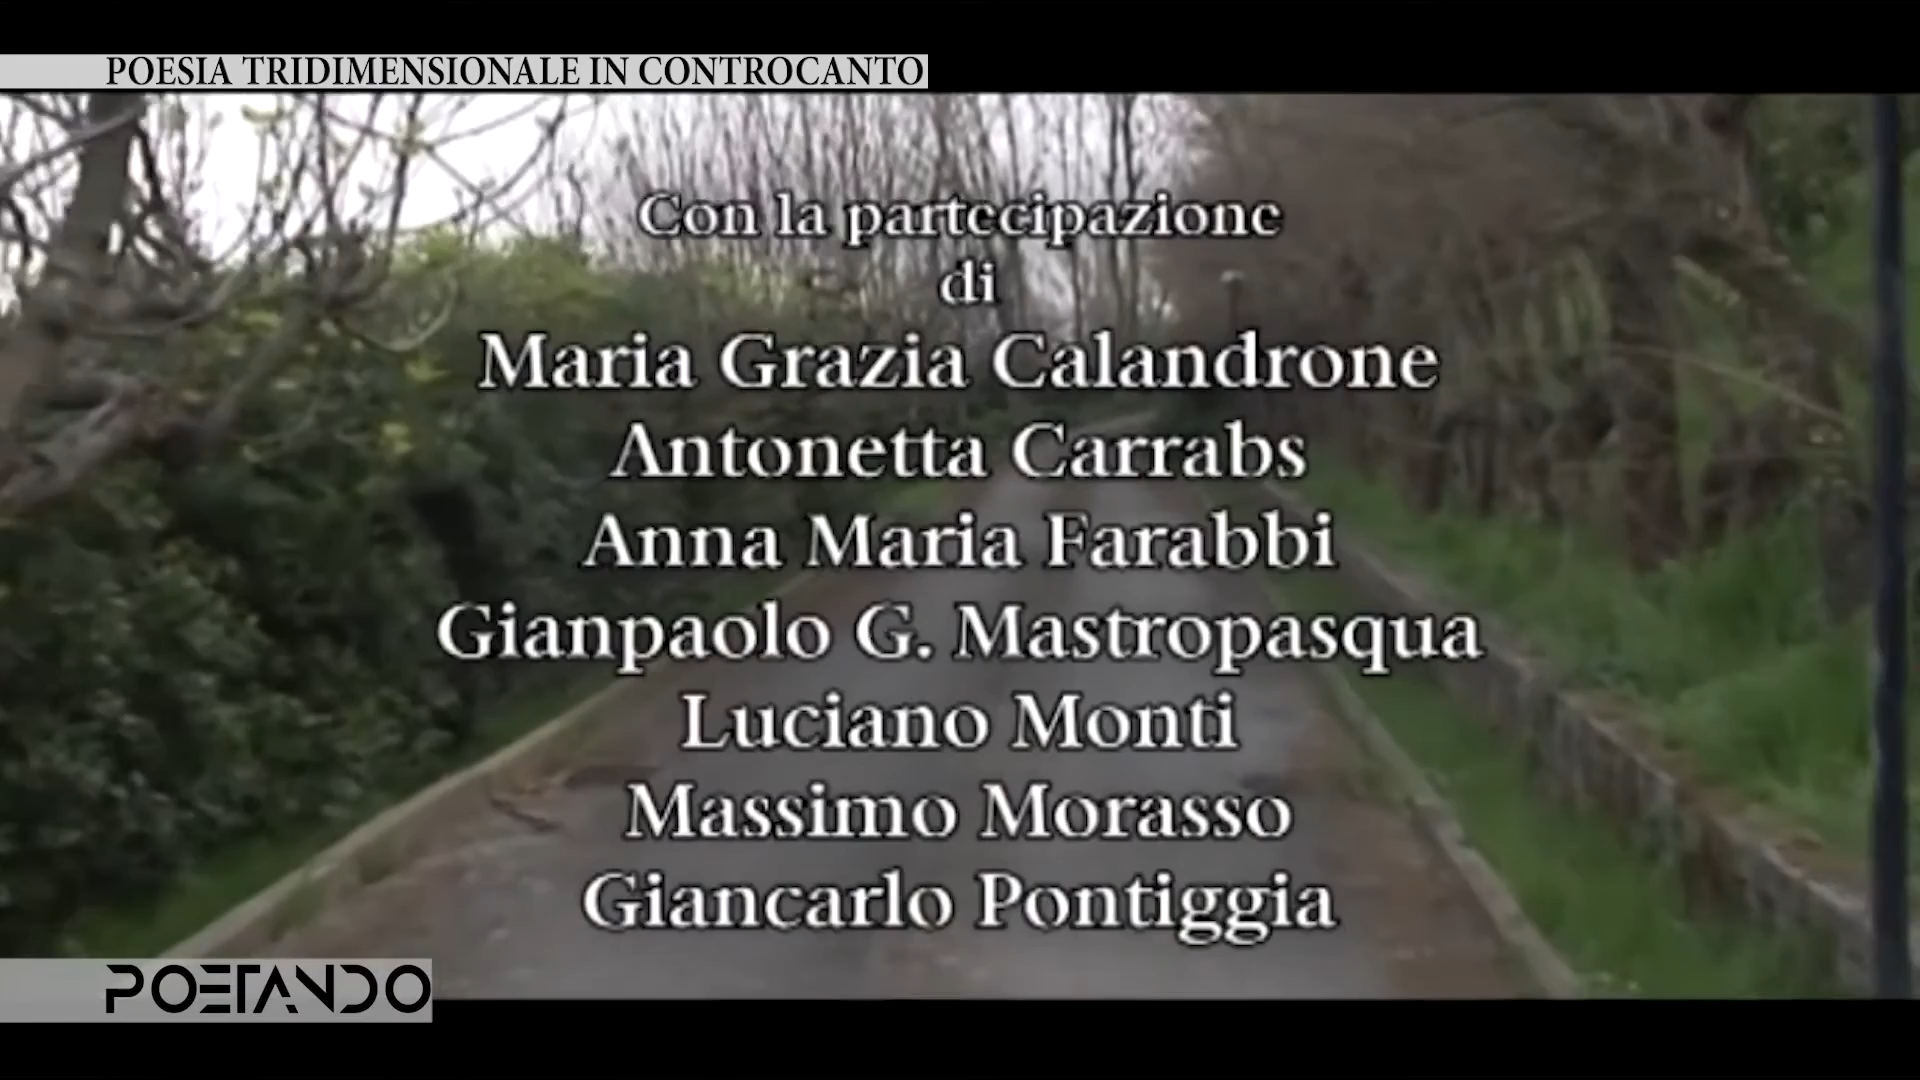 POESIA TRIDIMENSIONALE IN CONTROCANTO
Con la partecipazione
di
Maria Grazia Calandrone
Antonetta Carrabs
Anna Maria Farabbi
Gianpaolo G. Mastropasqua
Luciano Monti
Massimo Morasso
Giancarlo Pontiggia
POETANDO